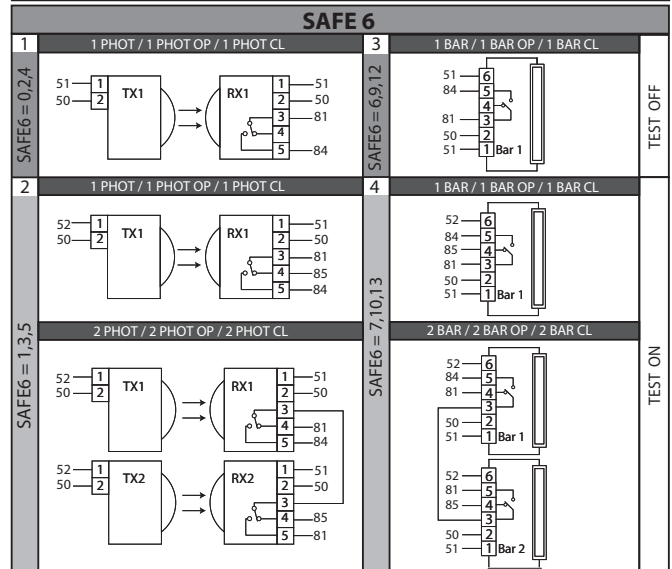 SAFE 6
1
1 PHOT / 1 PHOT OP / 1 PHOT CL
SAFE6 = 0,2,4
51 1
50 2
TX1
RX1
1 51
2 50
3 81
4
5 84
3
1 BAR / 1 BAR OP / 1 BAR CL
SAFE6 = 6,9,12
51 6
84 5
4
81 3
50 2
51 1 Bar 1
TEST OFF
2
1 PHOT / 1 PHOT OP / 1 PHOT CL
SAFE6 = 1,3,5
52 1
50 2
TX1
RX1
1 51
2 50
3 81
4 85
5 84
2 PHOT / 2 PHOT OP / 2 PHOT CL
52 1
50 2
TX1
RX1
1 51
2 50
3
4 81
5 84
52 1
50 2
TX2
RX2
1 51
2 50
3
4 85
5 81
4
1 BAR / 1 BAR OP / 1 BAR CL
SAFE6 = 7,10,13
52 6
84 5
85 4
81 3
50 2
51 1 Bar 1
2 BAR / 2 BAR OP / 2 BAR CL
52 6
84 5
81 4
3
50 2
51 1 Bar 1
52 6
81 5
85 4
3
50 2
51 1 Bar 2
TEST ON